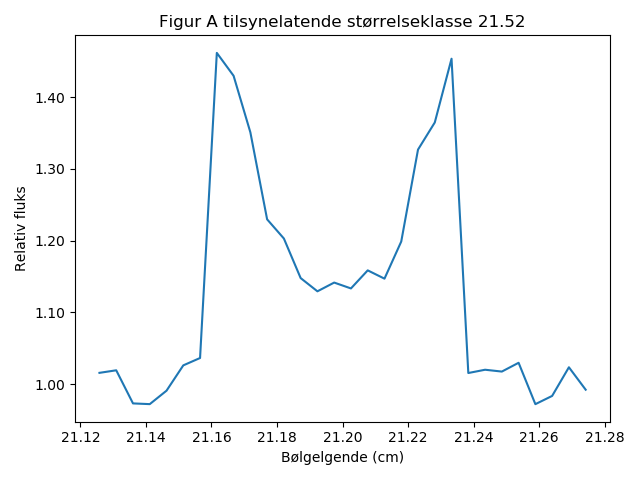 Figur A tilsynelatende størrelseklasse 21.52
1.40
1.30
1.20
1.10
1.00
Relativ fluks
21.12 21.14 21.16 21.18 21.20 21.22 21.24 21.26 21.28
Bølgelgende (cm)